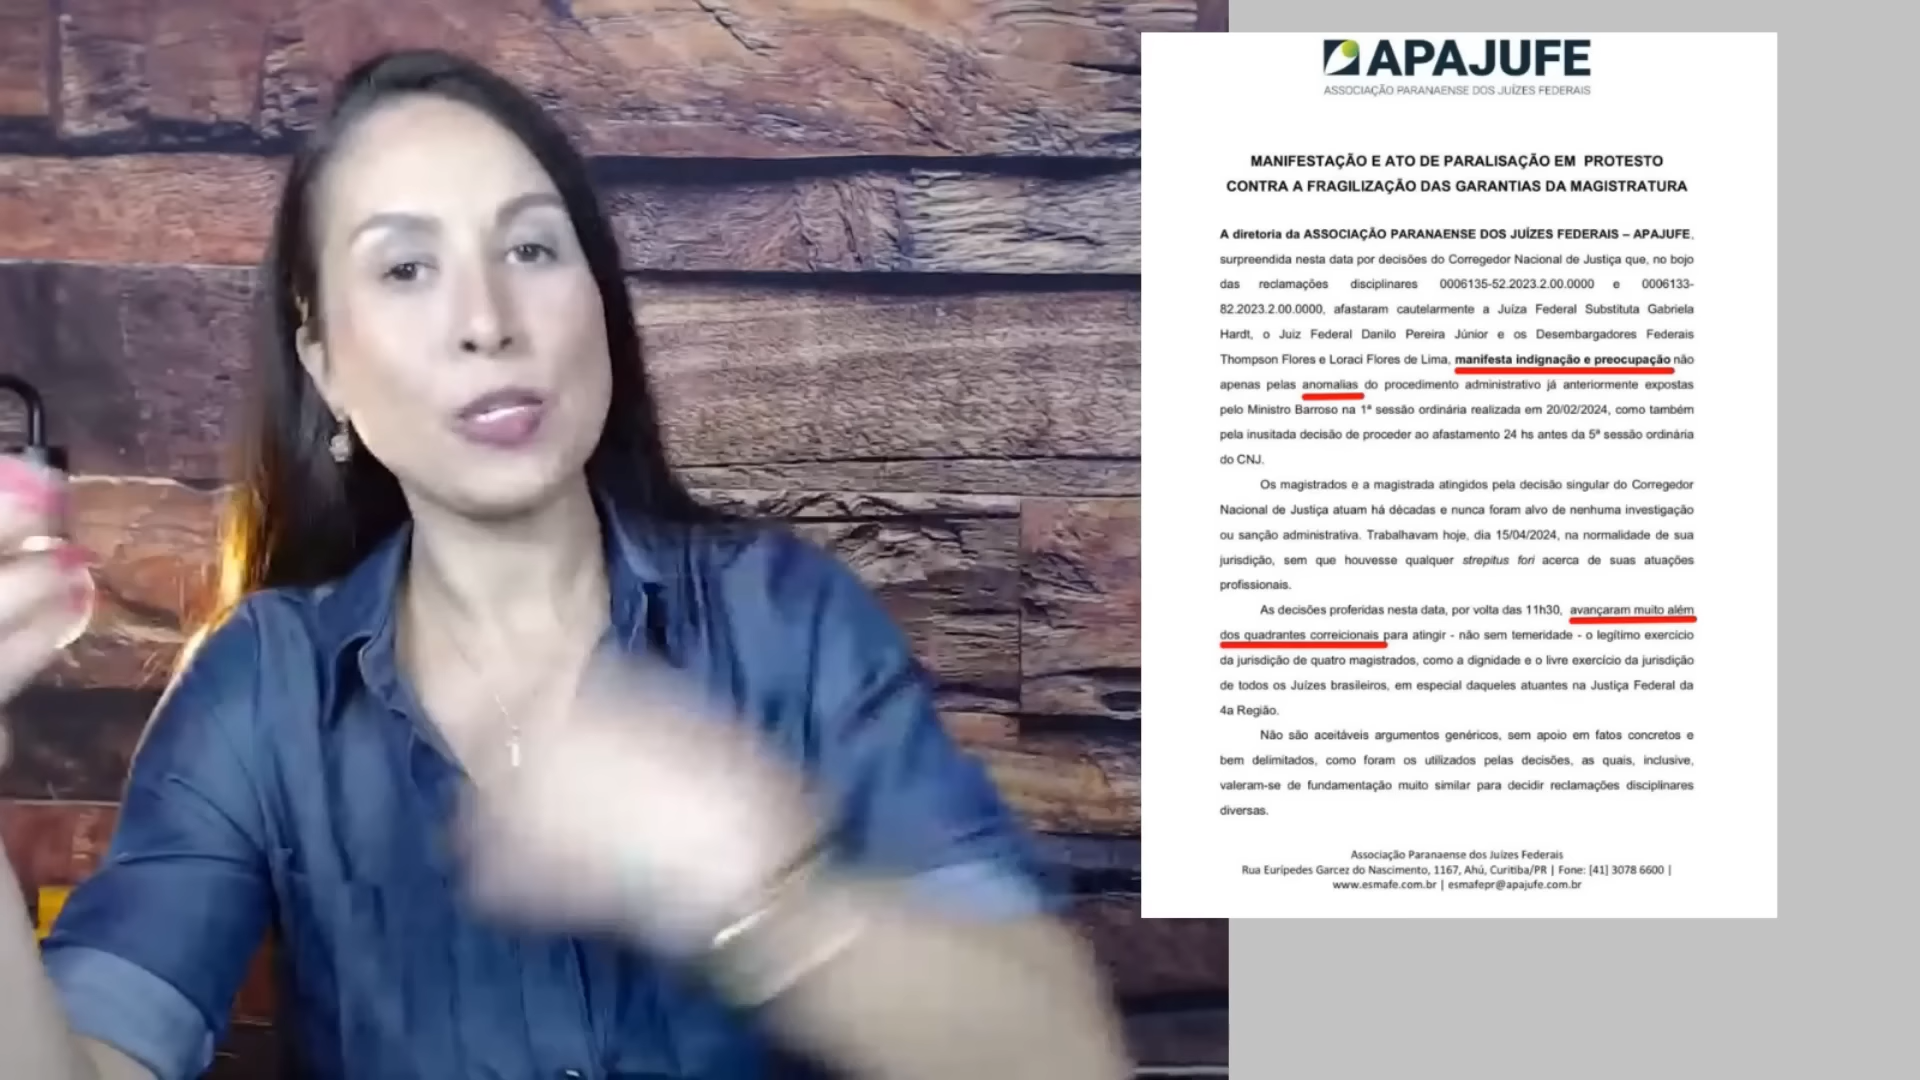 APAJUFE
ASSOCIAÇÃO PARANAENSE DOS JUÍZES FEDERAIS
MANIFESTAÇÃO E ATO DE PARALISAÇÃO EM PROTESTO
CONTRA A FRAGILIZAÇÃO DAS GARANTIAS DA MAGISTRATURA
A diretoria da ASSOCIAÇÃO PARANAENSE DOS JUÍZES FEDERAIS – APAJUFE,
surpreendida nesta data por decisões do Corregedor Nacional de Justiça que, no bojo
das reclamações disciplinares 0006135-52.2023.2.00.0000 e 0006133-
82.2023.2.00.0000, afastaram cautelarmente a Juíza Federal Substituta Gabriela
Hardt, o Juiz Federal Danilo Pereira Júnior e os Desembargadores Federais
Thompson Flores e Loraci Flores de Lima, manifesta indignação e preocupação não
apenas pelas anomalias do procedimento administrativo já anteriormente expostas
pelo Ministro Barroso na 1ª sessão ordinária realizada em 20/02/2024, como também
pela inusitada decisão de proceder ao afastamento 24 hs antes da 5ª sessão ordinária
do CNJ.
Os magistrados e a magistrada atingidos pela decisão singular do Corregedor
Nacional de Justiça atuam há décadas e nunca foram alvo de nenhuma investigação
ou sanção administrativa. Trabalhavam hoje, dia 15/04/2024, na normalidade de sua
jurisdição, sem que houvesse qualquer strepitus fori acerca de suas atuações
profissionais.
As decisões proferidas nesta data, por volta das 11h30, avançaram muito além
dos quadrantes correicionais para atingir - não sem temeridade - o legítimo exercício
da jurisdição de quatro magistrados, como a dignidade e o livre exercício da jurisdição
de todos os Juízes brasileiros, em especial daqueles atuantes na Justiça Federal da
4a Região.
Não são aceitáveis argumentos genéricos, sem apoio em fatos concretos e
bem delimitados, como foram os utilizados pelas decisões, as quais, inclusive,
valeram-se de fundamentação muito similar para decidir reclamações disciplinares
diversas.
Associação Paranaense dos Juízes Federais
Rua Eurípedes Garcez do Nascimento, 1167, Ahú, Curitiba/PR | Fone: [41] 3078 6600 |
www.esmafe.com.br | esmafepr@apajufe.com.br